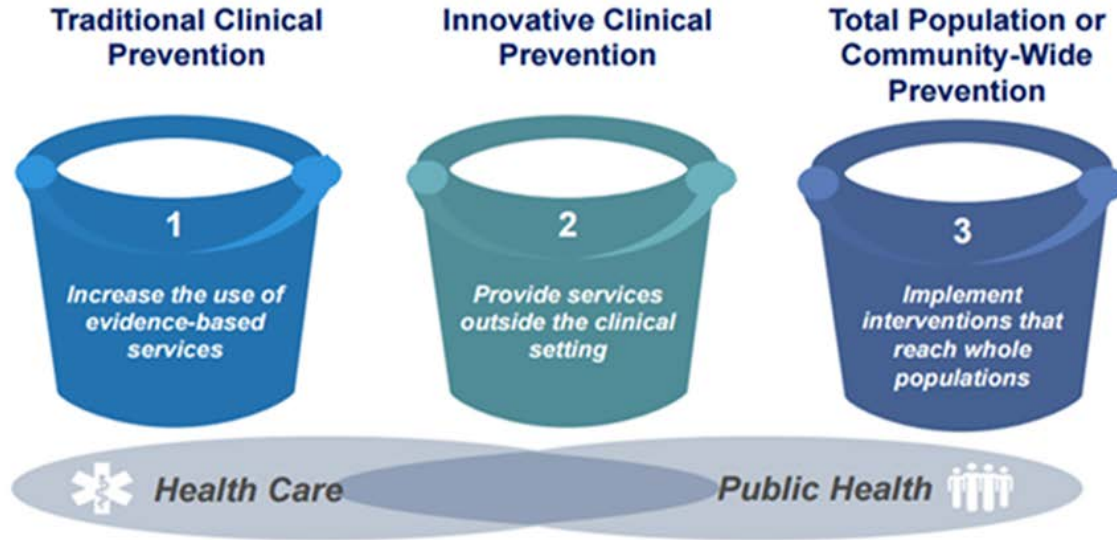 Traditional Clinical
Prevention
Innovative Clinical
Prevention
Total Population or
Community-Wide
Prevention
1
Increase the use of
evidence-based
services
2
Provide services
outside the clinical
setting
3
Implement
interventions that
reach whole
populations
Health Care
Public Health